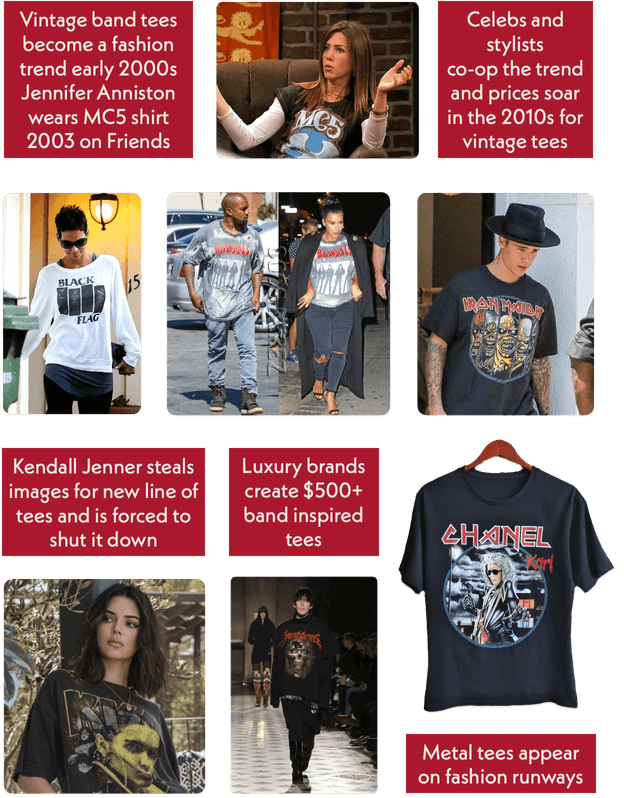 Vintage band tees
become a fashion
trend early 2000s
Jennifer Anniston
wears MC5 shirt
2003 on Friends
MC5
Celebs and
stylists
co-op the trend
and prices soar
in the 2010s for
vintage tees
BLACK
FLAG
15
IRON MAIDEN
Kendall Jenner steals
images for new line of
tees and is forced to
shut it down
Luxury brands
create $500+
band inspired
tees
CHANEL
Karl
Metal tees appear
on fashion runways